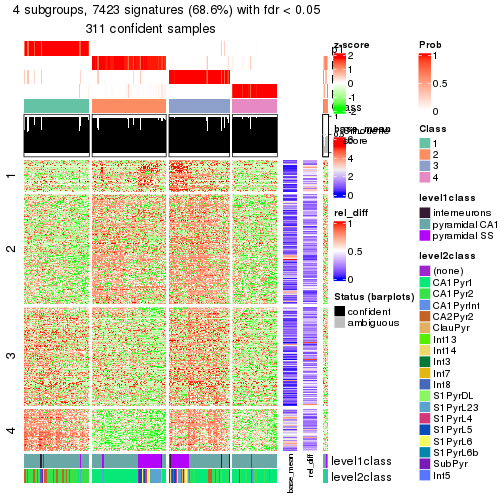 4 subgroups, 7423 signatures (68.6%) with fdr < 0.05
311 confident samples
z-score
2
1
0
-1
-2
base_mean
6
4
2
0
rel_diff
1
0.5
0
Status (barplots)
confident
ambiguous
Prob
1
0.5
0
Class
1
2
3
4
level1class
interneurons
pyramidal CA1
pyramidal SS
level2class
(none)
CA1Pyr1
CA1Pyr2
CA1PyrInt
CA2Pyr2
ClauPyr
Int13
Int14
Int3
Int7
Int8
S1PyrDL
S1PyrL23
S1PyrL4
S1PyrL5
S1PyrL6
S1PyrL6b
SubPyr
Int5
1
2
3
4
level1class
level2class
base_mean
rel_diff